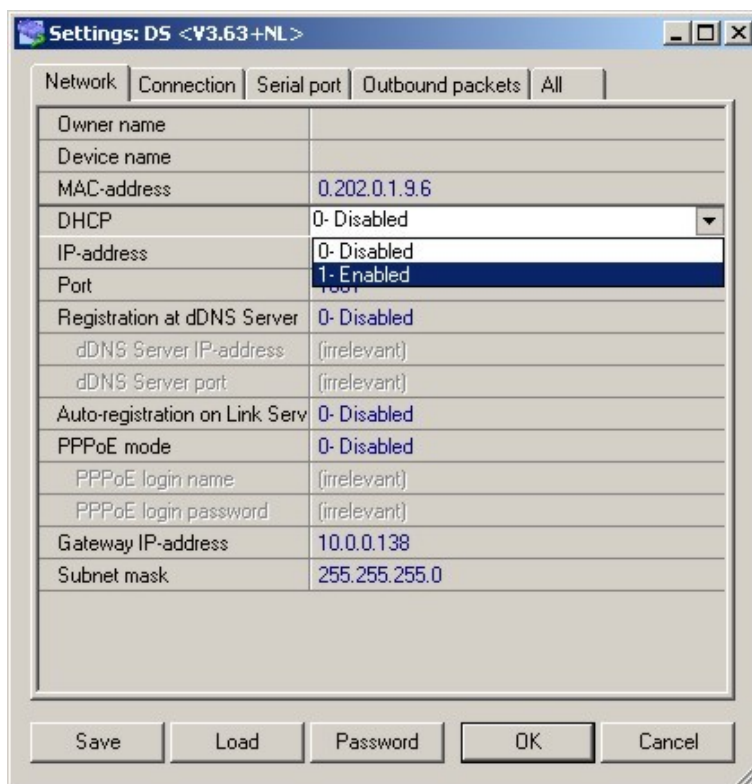 Settings: DS <V3.63+NL>
Network Connection Serial port Outbound packets All
Owner name
Device name
MAC-address 0.202.0.1.9.6
DHCP 0- Disabled
IP-address 0- Disabled
Port 1- Enabled
Registration at dDNS Server 0- Disabled
dDNS Server IP-address (irrelevant)
dDNS Server port (irrelevant)
Auto-registration on Link Serv 0- Disabled
PPPoE mode 0- Disabled
PPPoE login name (irrelevant)
PPPoE login password (irrelevant)
Gateway IP-address 10.0.0.138
Subnet mask 255.255.255.0
Save Load Password OK Cancel